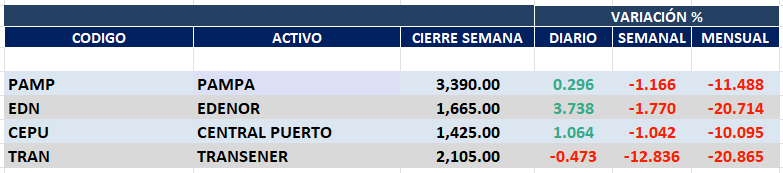 VARIACIÓN %
CODIGO ACTIVO CIERRE SEMANA DIARIO SEMANAL MENSUAL
PAMP PAMPA 3,390.00 0.296 -1.166 -11.488
EDN EDENOR 1,665.00 3.738 -1.770 -20.714
CEPU CENTRAL PUERTO 1,425.00 1.064 -1.042 -10.095
TRAN TRANSENER 2,105.00 -0.473 -12.836 -20.865